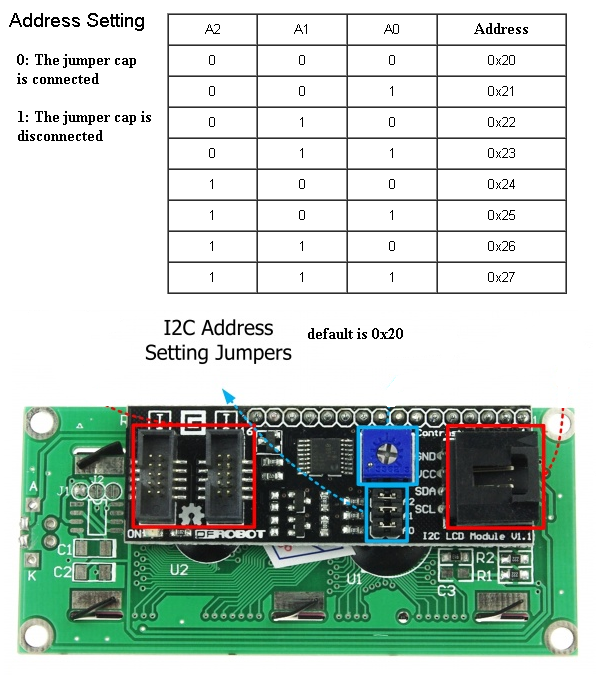 Address Setting
0: The jumper cap
is connected
1: The jumper cap is
disconnected
A2 A1 A0 Address
0 0 0 0x20
0 0 1 0x21
0 1 0 0x22
0 1 1 0x23
1 0 0 0x24
1 0 1 0x25
1 1 0 0x26
1 1 1 0x27
I2C Address
Setting Jumpers
default is 0x20
GND
VCC
SDA
SCL
A
J1
J2
ON
DFROBOT
I2C LCD Module V1.1
C1
C2
K
U2
U1
C3
R2
R1